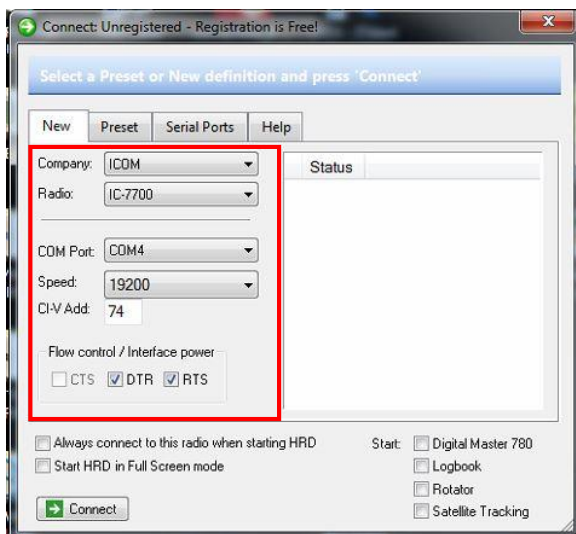 Connect: Unregistered - Registration is Free!
Select a Preset or New definition and press 'Connect'
New Preset Serial Ports Help
Company: ICOM
Status
Radio: IC-7700
COM Port: COM4
Speed: 19200
CI-V Add: 74
Flow control / Interface power
CTS DTR RTS
Always connect to this radio when starting HRD
Start: Digital Master 780
Start HRD in Full Screen mode
Logbook
Rotator
Connect
Satellite Tracking